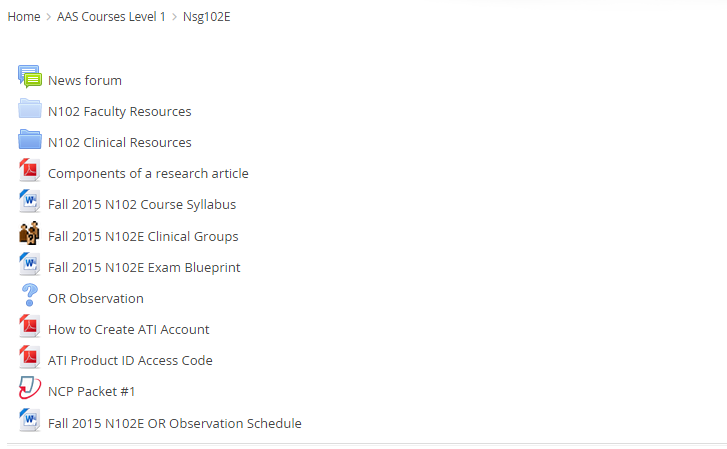 Home > AAS Courses Level 1 > Nsg102E
News forum
N102 Faculty Resources
N102 Clinical Resources
Components of a research article
Fall 2015 N102 Course Syllabus
Fall 2015 N102E Clinical Groups
Fall 2015 N102E Exam Blueprint
OR Observation
How to Create ATI Account
ATI Product ID Access Code
NCP Packet #1
Fall 2015 N102E OR Observation Schedule